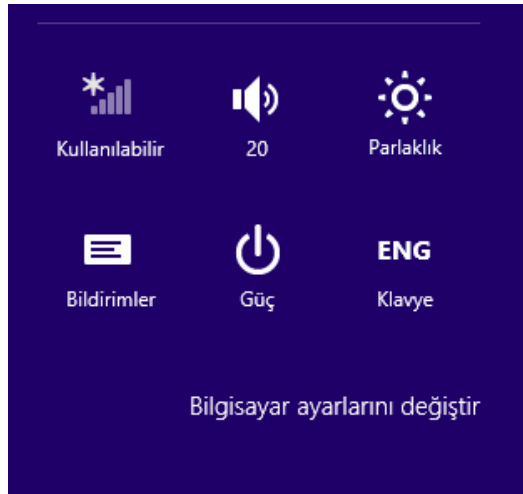 Kullanılabilir
20
Parlaklık
Bildirimler
Güç
ENG
Klavye
Bilgisayar ayarlarını değiştir